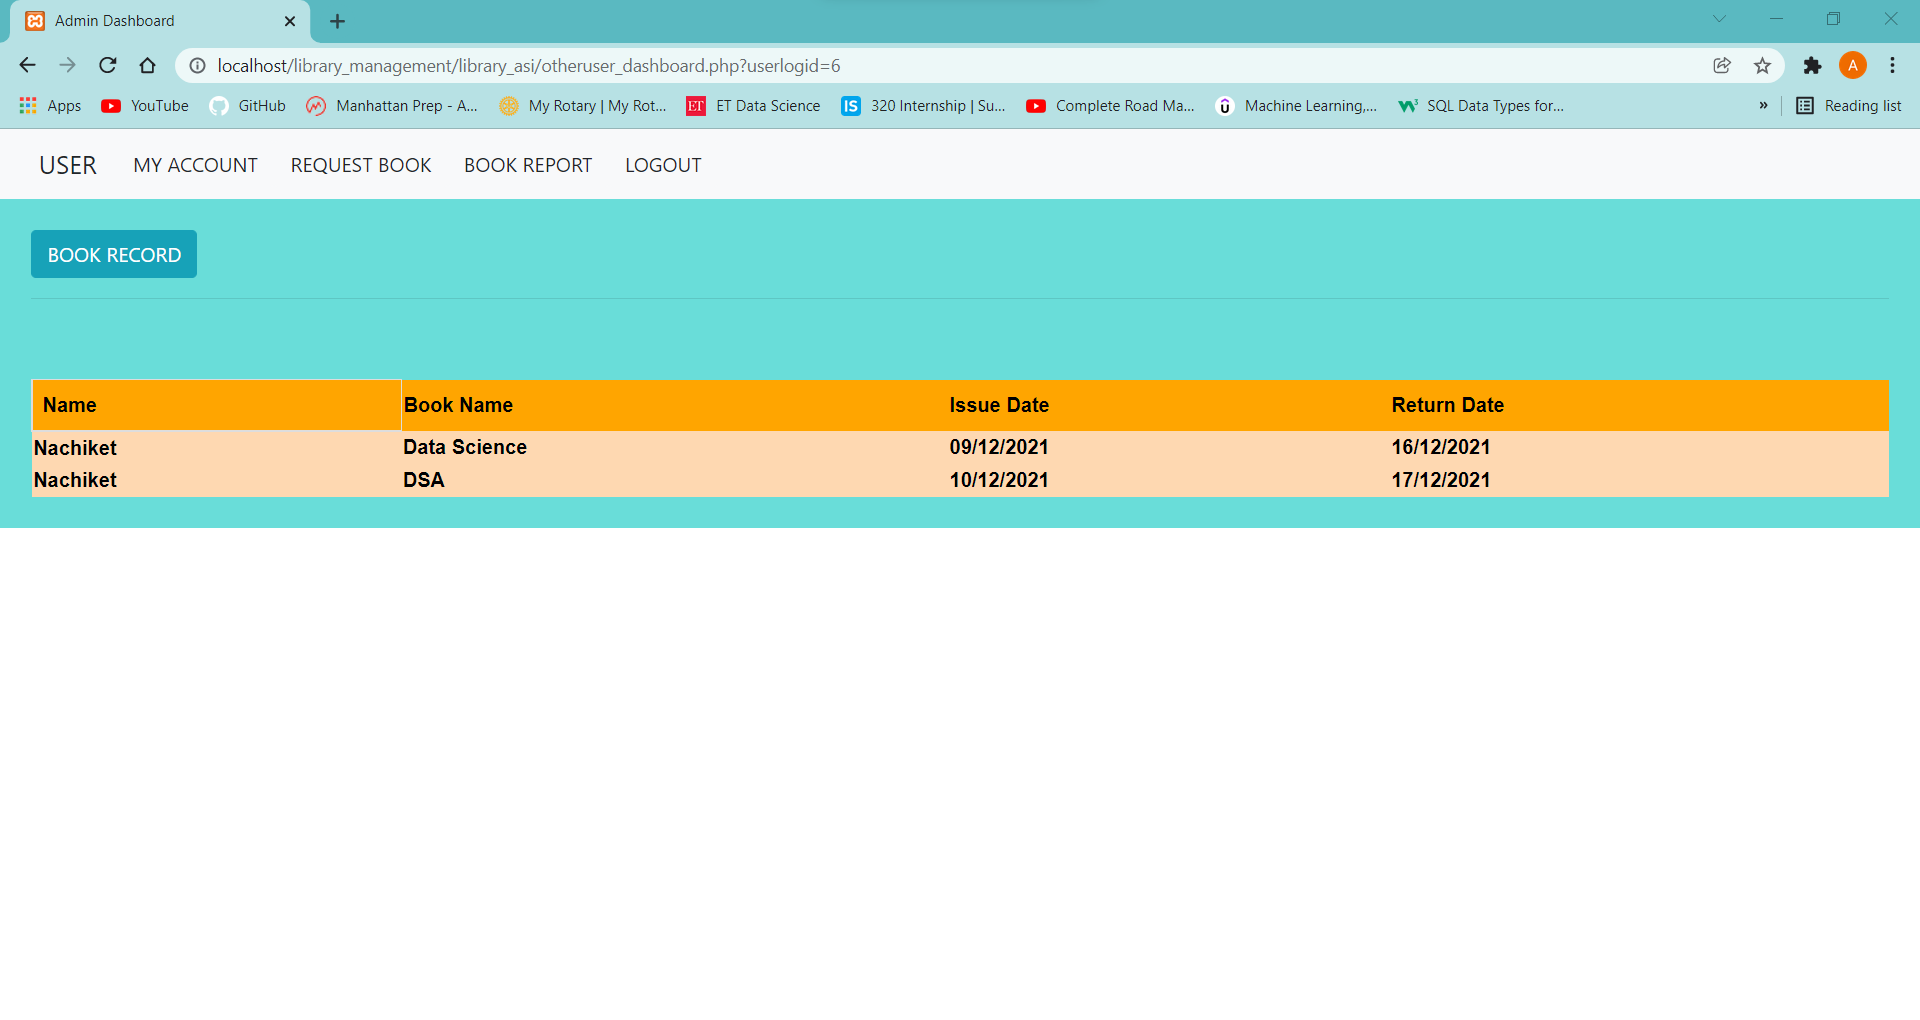 Admin Dashboard
localhost/library_management/library_asi/otheruser_dashboard.php?userlogid=6
A
Apps YouTube GitHub Manhattan Prep - A... My Rotary | My Rot... ET ET Data Science IS 320 Internship | Su... Complete Road Ma... Machine Learning,... SQL Data Types for... » Reading list
USER MY ACCOUNT REQUEST BOOK BOOK REPORT LOGOUT
BOOK RECORD
Name Book Name Issue Date Return Date
Nachiket Data Science 09/12/2021 16/12/2021
Nachiket DSA 10/12/2021 17/12/2021